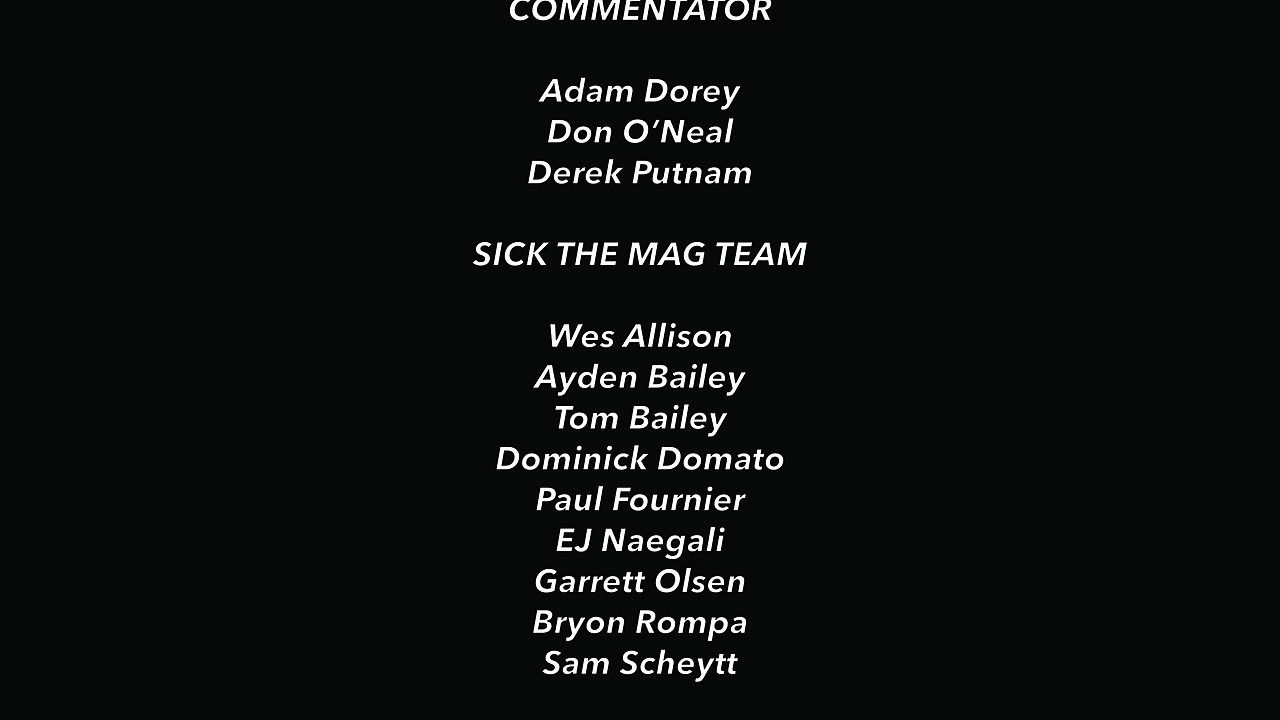 COMMENTATOR
Adam Dorey
Don O’Neal
Derek Putnam
SICK THE MAG TEAM
Wes Allison
Ayden Bailey
Tom Bailey
Dominick Domato
Paul Fournier
EJ Naegali
Garrett Olsen
Bryon Rompa
Sam Scheytt